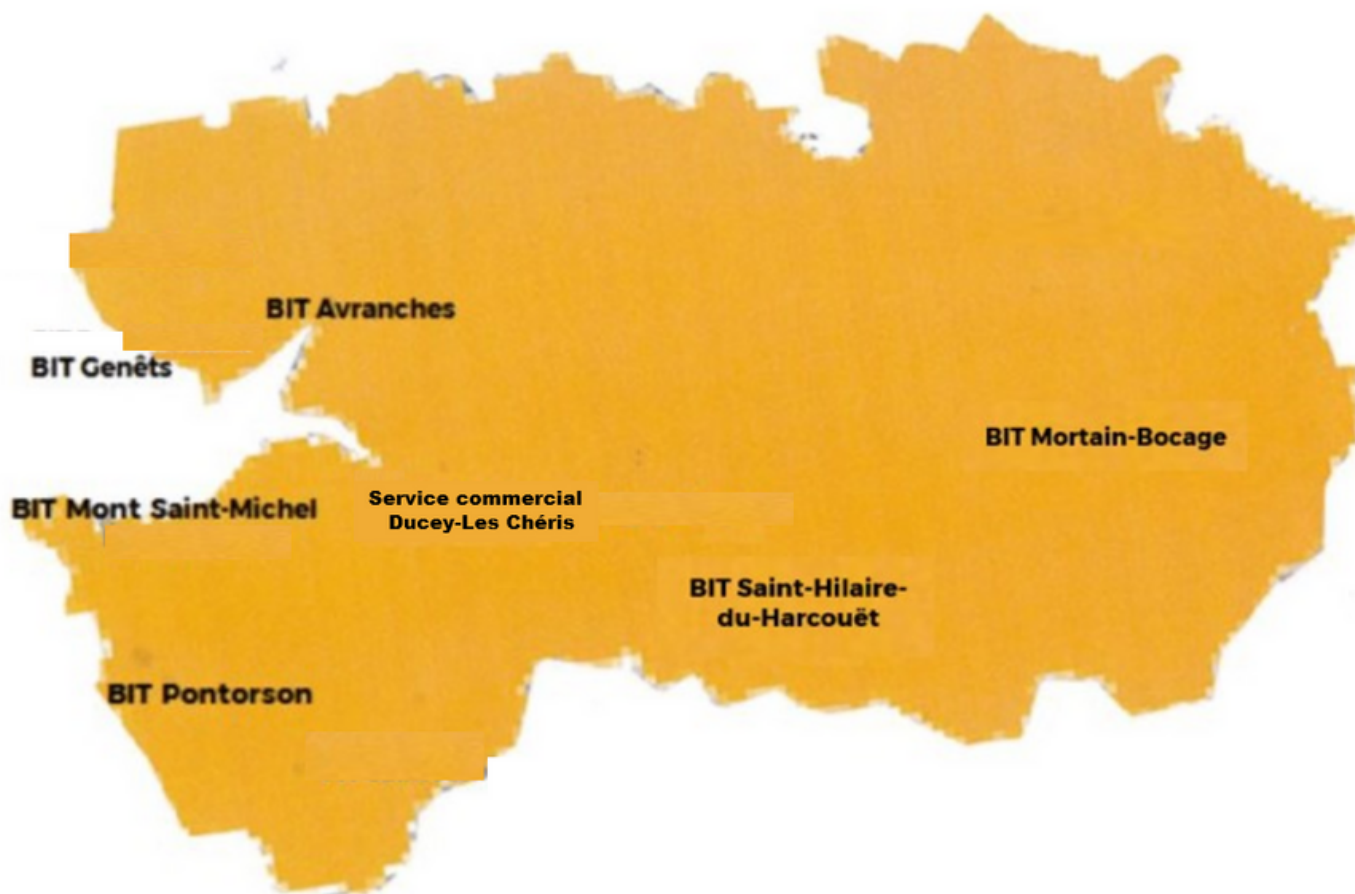 BIT Avranches
BIT Genêts
BIT Mortain-Bocage
BIT Mont Saint-Michel
Service commercial
Ducey-Les Chéris
BIT Saint-Hilaire-
du-Harcouët
BIT Pontorson